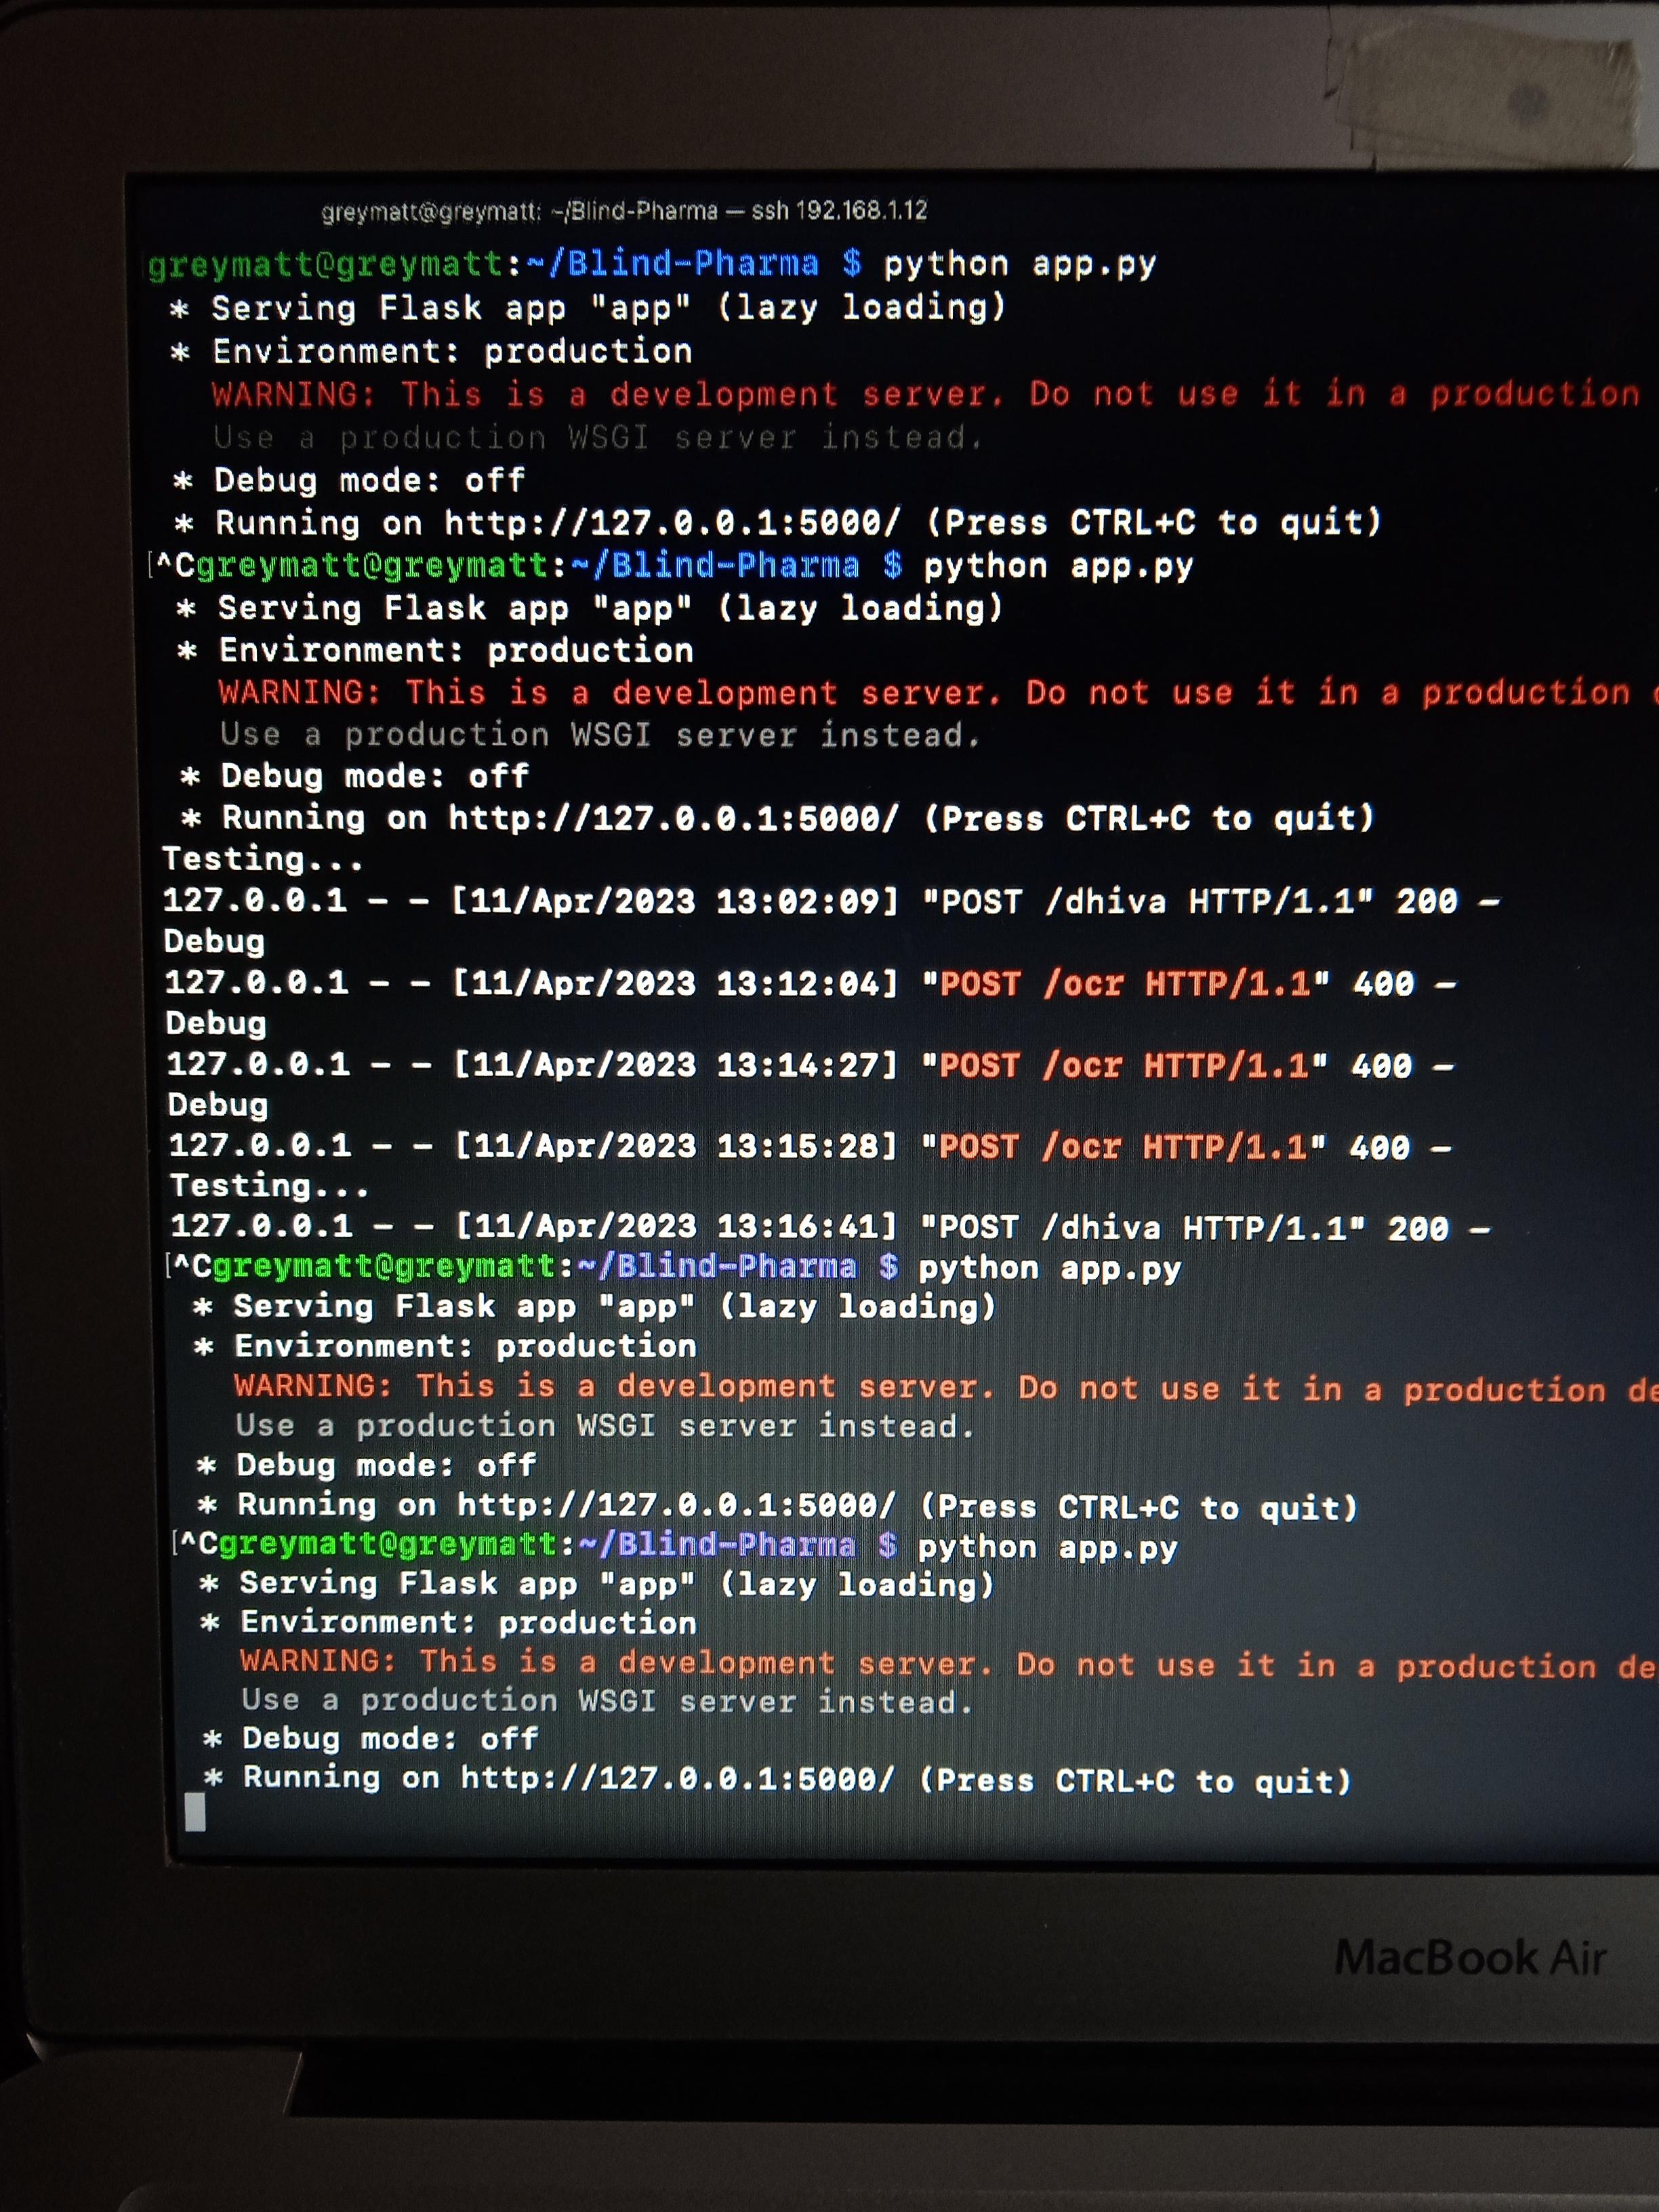 greymatt@greymatt: ~/Blind-Pharma — ssh 192.168.1.12
greymatt@greymatt:~/Blind-Pharma $ python app.py
 * Serving Flask app "app" (lazy loading)
 * Environment: production
   WARNING: This is a development server. Do not use it in a production
   Use a production WSGI server instead.
 * Debug mode: off
 * Running on http://127.0.0.1:5000/ (Press CTRL+C to quit)
[^Cgreymatt@greymatt:~/Blind-Pharma $ python app.py
 * Serving Flask app "app" (lazy loading)
 * Environment: production
   WARNING: This is a development server. Do not use it in a production
   Use a production WSGI server instead.
 * Debug mode: off
 * Running on http://127.0.0.1:5000/ (Press CTRL+C to quit)
Testing...
127.0.0.1 - - [11/Apr/2023 13:02:09] "POST /dhiva HTTP/1.1" 200 -
Debug
127.0.0.1 - - [11/Apr/2023 13:12:04] "POST /ocr HTTP/1.1" 400 -
Debug
127.0.0.1 - - [11/Apr/2023 13:14:27] "POST /ocr HTTP/1.1" 400 -
Debug
127.0.0.1 - - [11/Apr/2023 13:15:28] "POST /ocr HTTP/1.1" 400 -
Testing...
127.0.0.1 - - [11/Apr/2023 13:16:41] "POST /dhiva HTTP/1.1" 200 -
[^Cgreymatt@greymatt:~/Blind-Pharma $ python app.py
 * Serving Flask app "app" (lazy loading)
 * Environment: production
   WARNING: This is a development server. Do not use it in a production de
   Use a production WSGI server instead.
 * Debug mode: off
 * Running on http://127.0.0.1:5000/ (Press CTRL+C to quit)
[^Cgreymatt@greymatt:~/Blind-Pharma $ python app.py
 * Serving Flask app "app" (lazy loading)
 * Environment: production
   WARNING: This is a development server. Do not use it in a production de
   Use a production WSGI server instead.
 * Debug mode: off
 * Running on http://127.0.0.1:5000/ (Press CTRL+C to quit)
MacBook Air